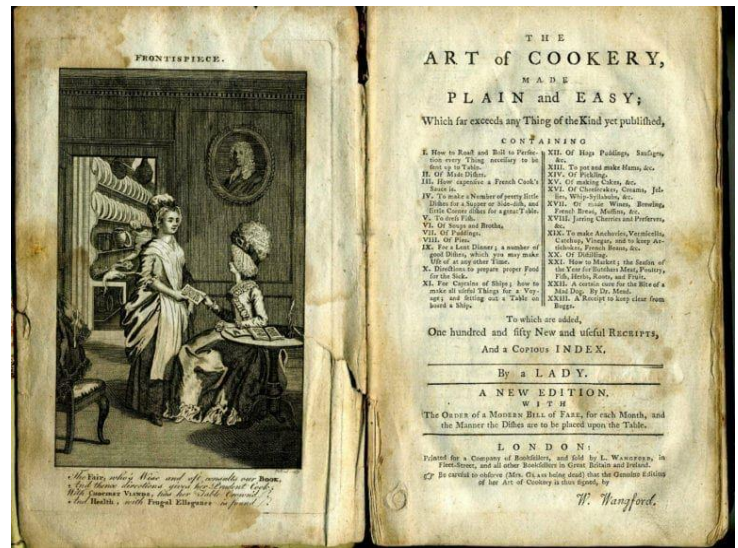 FRONTISPIECE.
The FAIR, who's Wise and oft consults our BOOK,
And thence directions gives her Prudent Cook,
With CHOICEST VIANDS, has her Table Crown'd,
And Health, with Frugal Ellegance is found.
THE
ART of COOKERY,
MADE
PLAIN and EASY;
Which far exceeds any Thing of the Kind yet published,
CONTAINING
I. How to Roast and Boil to Perfec-
tion every Thing necessary to be
sent up to Table.
II. Of Made Dishes.
III. How expensive a French Cook's
Sauce is.
IV. To make a Number of pretty little
Dishes for a Supper or Side-dish, and
little Corner dishes for a great Table.
V. To dress Fish.
VI. Of Soups and Broths.
VII. Of Puddings.
VIII. Of Pies.
IX. For a Lent Dinner; a number of
good Dishes, which you may make
Use of at any other Time.
X. Directions to prepare proper Food
for the Sick.
XI. For Captains of Ships; how to
make all useful Things for a Voy-
age; and setting out a Table on
board a Ship.
XII. Of Hogs Puddings, Sausages,
&c.
XIII. To pot and make Hams, &c.
XIV. Of Pickling.
XV. Of making Cakes, &c.
XVI. Of Cheesecakes, Creams, Jel-
lies, Whip-Syllabubs, &c.
XVII. Of made Wines, Brewing,
French Bread, Muffins, &c.
XVIII. Jarring Cherries and Preserves,
&c.
XIX. To make Anchovies, Vermicelli,
Catchup, Vinegar, and to keep Ar-
tichokes, French Beans, &c.
XX. Of Distilling.
XXI. How to Market; the Season of
the Year for Butchers Meat, Poultry,
Fish, Herbs, Roots, and Fruit.
XXII. A certain cure for the Bite of a
Mad Dog. By Dr. Mead.
XXIII. A Receipt to keep clear from
Buggs.
To which are added,
One hundred and fifty New and useful RECEIPTS,
And a COPIOUS INDEX.
By a LADY.
A NEW EDITION,
WITH
The ORDER of a MODERN BILL of FARE, for each Month, and
the Manner the Dishes are to be placed upon the Table.
LONDON:
Printed for a Company of Booksellers, and sold by L. WANGFORD, in
Fleet-Street, and all other Booksellers in Great Britain and Ireland.
☞ Be careful to observe (Mrs. GLASS being dead) that the Genuine Edition
of her Art of Cookery is thus signed, by
W. Wangford.